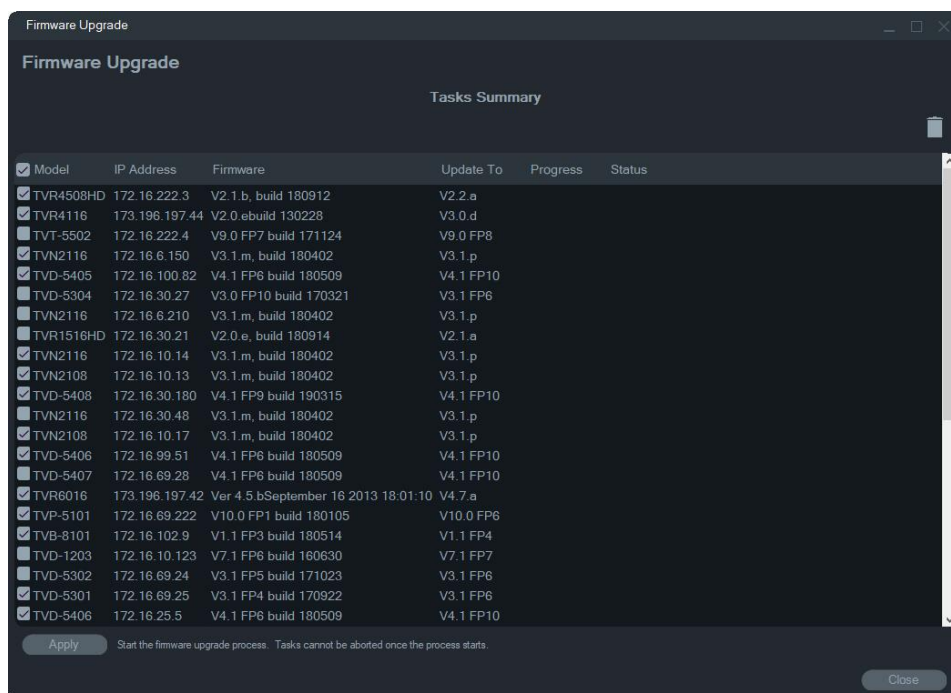 Firmware Upgrade
Firmware Upgrade
Tasks Summary
Model IP Address Firmware Update To Progress Status
TVR4508HD 172.16.222.3 V2.1.b, build 180912 V2.2.a
TVR4116 173.196.197.44 V2.0.ebuild 130228 V3.0.d
TVT-5502 172.16.222.4 V9.0 FP7 build 171124 V9.0 FP8
TVN2116 172.16.6.150 V3.1.m, build 180402 V3.1.p
TVD-5405 172.16.100.82 V4.1 FP6 build 180509 V4.1 FP10
TVD-5304 172.16.30.27 V3.0 FP10 build 170321 V3.1 FP6
TVN2116 172.16.6.210 V3.1.m, build 180402 V3.1.p
TVR1516HD 172.16.30.21 V2.0.e, build 180914 V2.1.a
TVN2116 172.16.10.14 V3.1.m, build 180402 V3.1.p
TVN2108 172.16.10.13 V3.1.m, build 180402 V3.1.p
TVD-5408 172.16.30.180 V4.1 FP9 build 190315 V4.1 FP10
TVN2116 172.16.30.48 V3.1.m, build 180402 V3.1.p
TVN2108 172.16.10.17 V3.1.m, build 180402 V3.1.p
TVD-5406 172.16.99.51 V4.1 FP6 build 180509 V4.1 FP10
TVD-5407 172.16.69.28 V4.1 FP6 build 180509 V4.1 FP10
TVR6016 173.196.197.42 Ver 4.5.bSeptember 16 2013 18:01:10 V4.7.a
TVP-5101 172.16.69.222 V10.0 FP1 build 180105 V10.0 FP6
TVB-8101 172.16.102.9 V1.1 FP3 build 180514 V1.1 FP4
TVD-1203 172.16.10.123 V7.1 FP6 build 160630 V7.1 FP7
TVD-5302 172.16.69.24 V3.1 FP5 build 171023 V3.1 FP6
TVD-5301 172.16.69.25 V3.1 FP4 build 170922 V3.1 FP6
TVD-5406 172.16.25.5 V4.1 FP6 build 180509 V4.1 FP10
Apply Start the firmware upgrade process. Tasks cannot be aborted once the process starts.
Close